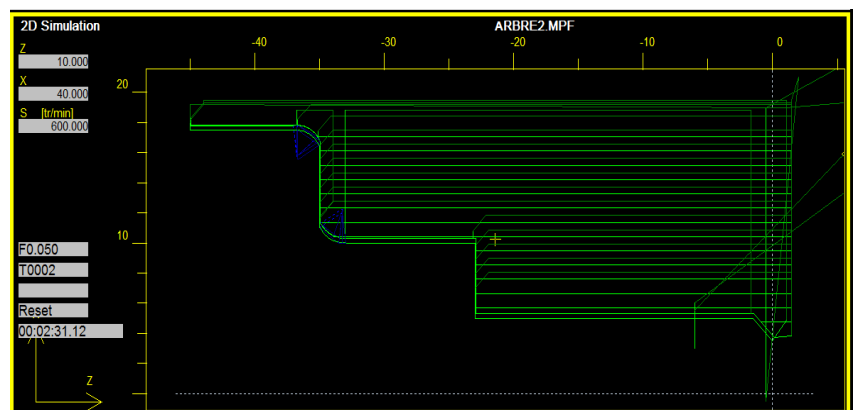 2D Simulation ARBRE2.MPF
Z
10.000
X
40.000
S [tr/min]
600.000
-40 -30 -20 -10 0
20
10
F0.050
T0002
Reset
00:02:31.12
Z